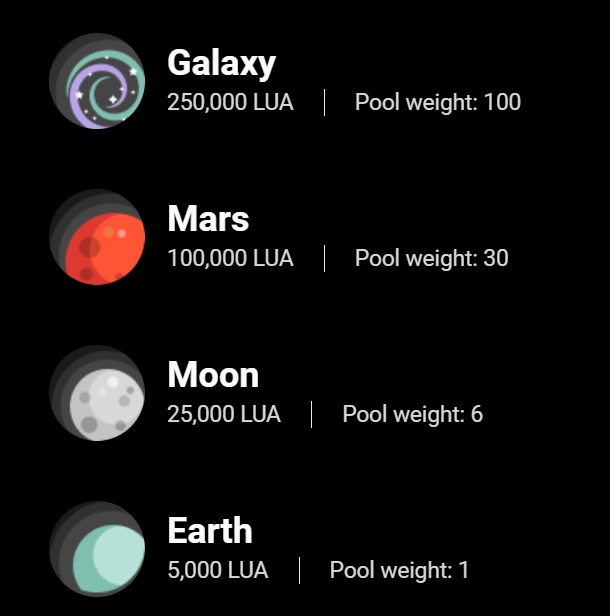 Galaxy
250,000 LUA | Pool weight: 100
Mars
100,000 LUA | Pool weight: 30
Moon
25,000 LUA | Pool weight: 6
Earth
5,000 LUA | Pool weight: 1